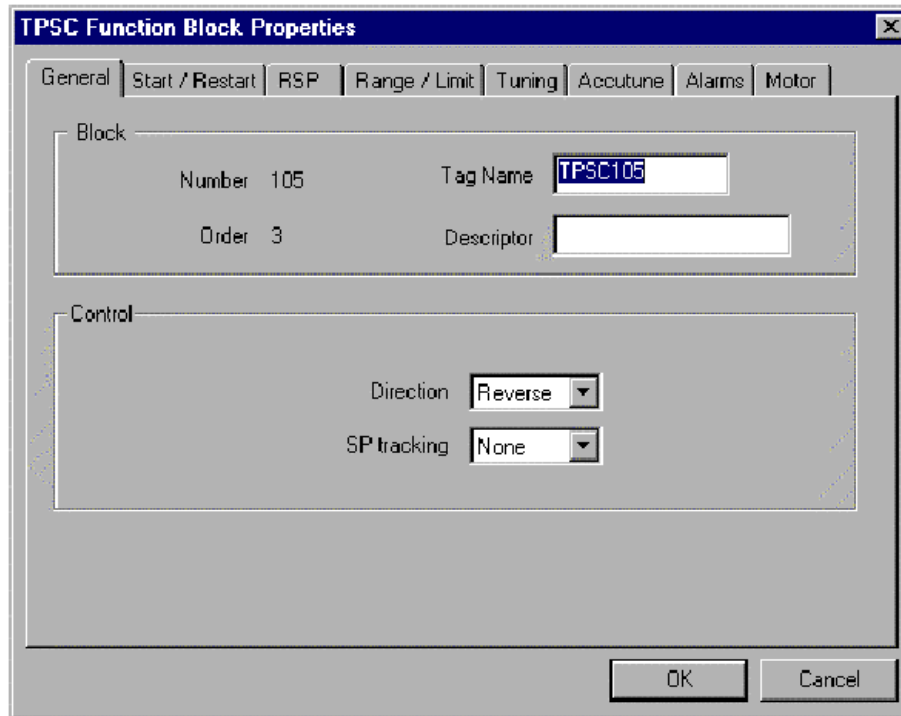 TPSC Function Block Properties
General Start / Restart RSP Range / Limit Tuning Accutune Alarms Motor
Block
Number 105 Tag Name TPSC105
Order 3 Descriptor
Control
Direction Reverse
SP tracking None
OK Cancel